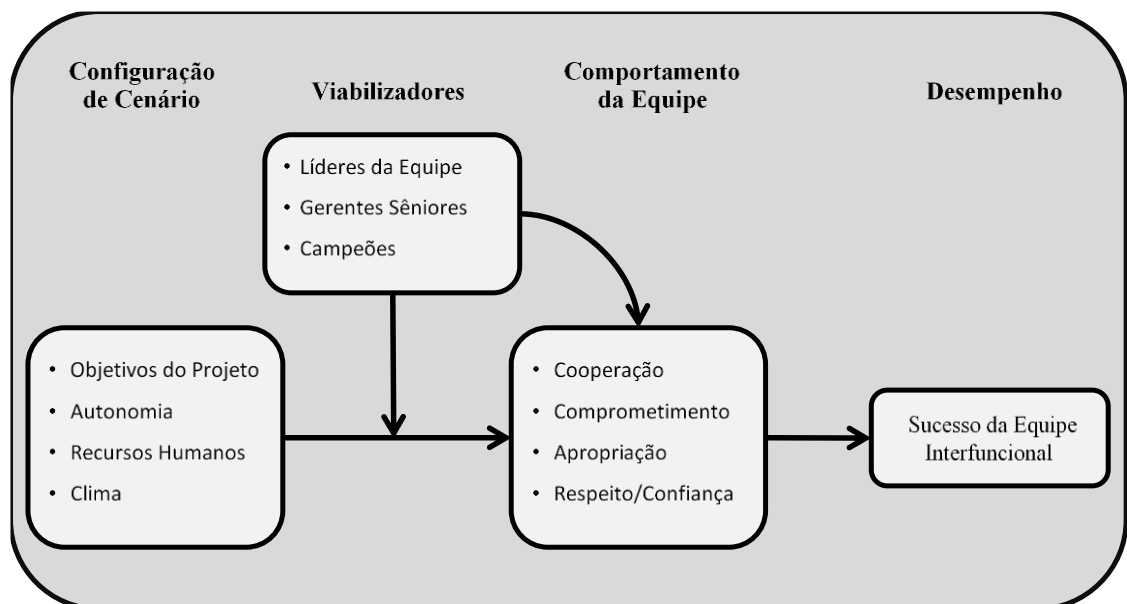 Configuração
de Cenário
Viabilizadores
Comportamento
da Equipe
Desempenho
• Líderes da Equipe
• Gerentes Sêniores
• Campeões
• Objetivos do Projeto
• Autonomia
• Recursos Humanos
• Clima
• Cooperação
• Comprometimento
• Apropriação
• Respeito/Confiança
Sucesso da Equipe
Interfuncional